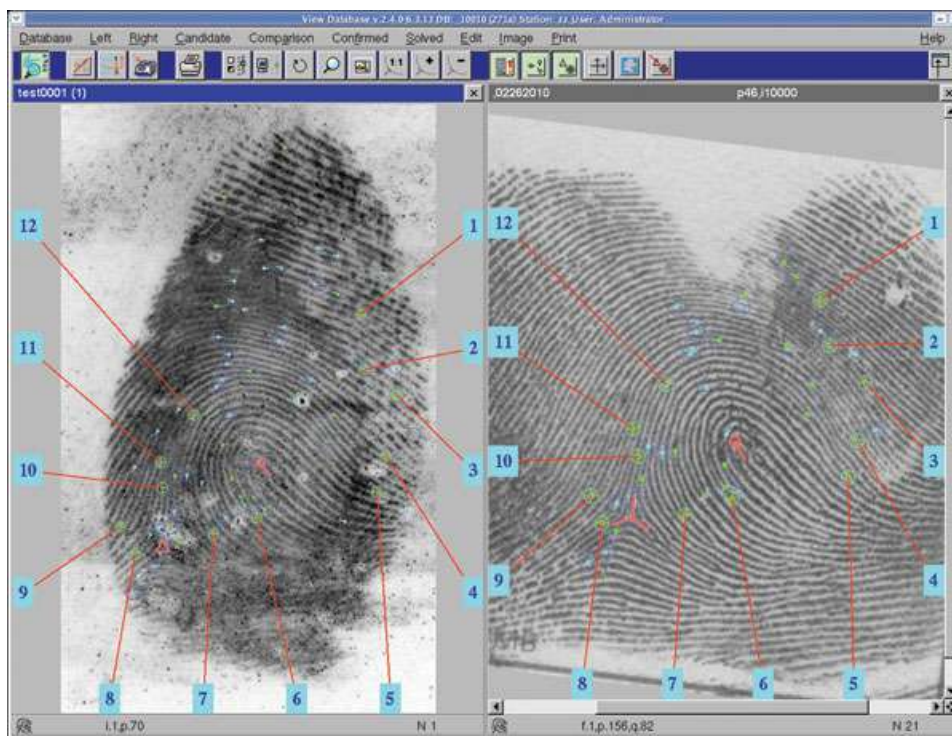 View Database v.2.4.0.6.3.13 DB: 10010 (273a) Station: zz User: Administrator
Database Left Right Candidate Comparison Confirmed Solved Edit Image Print Help
1:1
test0001 (1)
,02262010 p46,i10000
12 1
12 1
11 2
11 2
10 3
10 3
9 4
9 4
8 7 6 5
8 7 6 5
i.1,p.70 N 1
f.1,p.156,q.82 N 21